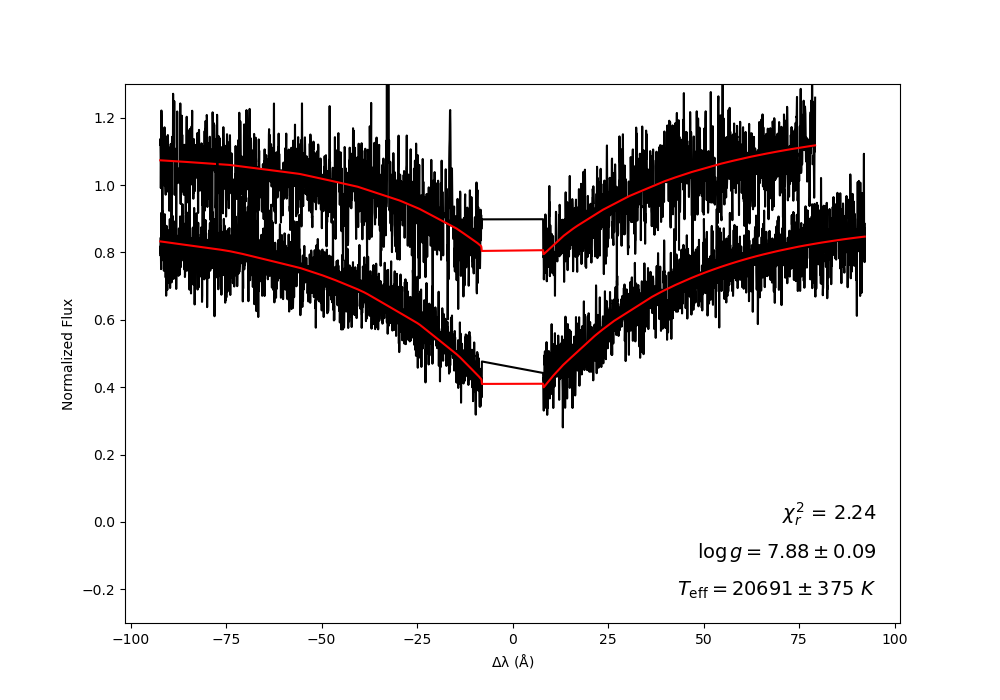 1.2
1.0
0.8
0.6
0.4
0.2
0.0
−0.2
Normalized Flux
χ²ᵣ = 2.24
log g = 7.88 ± 0.09
T_eff = 20691 ± 375 K
−100 −75 −50 −25 0 25 50 75 100
Δλ (Å)